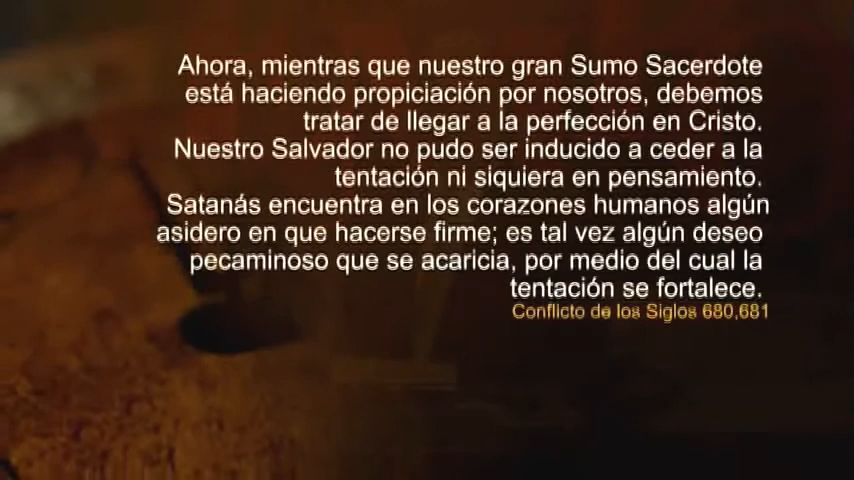 Ahora, mientras que nuestro gran Sumo Sacerdote
está haciendo propiciación por nosotros, debemos
tratar de llegar a la perfección en Cristo.
Nuestro Salvador no pudo ser inducido a ceder a la
tentación ni siquiera en pensamiento.
Satanás encuentra en los corazones humanos algún
asidero en que hacerse firme; es tal vez algún deseo
pecaminoso que se acaricia, por medio del cual la
tentación se fortalece.
Conflicto de los Siglos 680,681